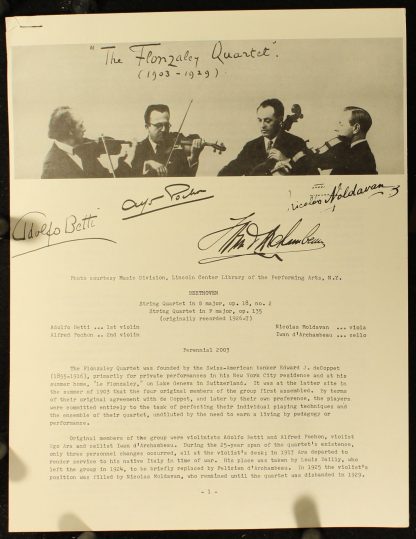 "The Flonzaley Quartet".
(1903-1929)
Adolfo Betti
Alfred Pochon
Nicolas Moldavan
Iwan d'Archambeau
Photo courtesy Music Division, Lincoln Center Library of the Performing Arts, N.Y.
BEETHOVEN
String Quartet in G major, op. 18, no. 2
String Quartet in F major, op. 135
(originally recorded 1926-7)
Adolfo Betti ... 1st violin Nicolas Moldavan ... viola
Alfred Pochon ... 2nd violin Iwan d'Archambeau ... cello
Perennial 2003
The Flonzaley Quartet was founded by the Swiss-American banker Edward J. deCoppet
(1855-1916), primarily for private performances in his New York City residence and at his
summer home, "Le Flonzaley," on Lake Geneva in Switzerland. It was at the latter site in
the summer of 1903 that the four original members of the group first assembled. By terms
of their original agreement with de Coppet, and later by their own preference, the players
were committed entirely to the task of perfecting their individual playing techniques and
the ensemble of their quartet, undiluted by the need to earn a living by pedagogy or
performance.
Original members of the group were violinists Adolfo Betti and Alfred Pochon, violist
Ugo Ara and cellist Iwan d'Archambeau. During the 25-year span of the quartet's existence,
only three personnel changes occurred, all at the violist's desk; in 1917 Ara departed to
render service to his native Italy in time of war. His place was taken by Louis Bailly, who
left the group in 1924, to be briefly replaced by Felicien d'Archambeau. In 1925 the violist's
position was filled by Nicolas Moldavan, who remained until the quartet was disbanded in 1929.
- 1 -